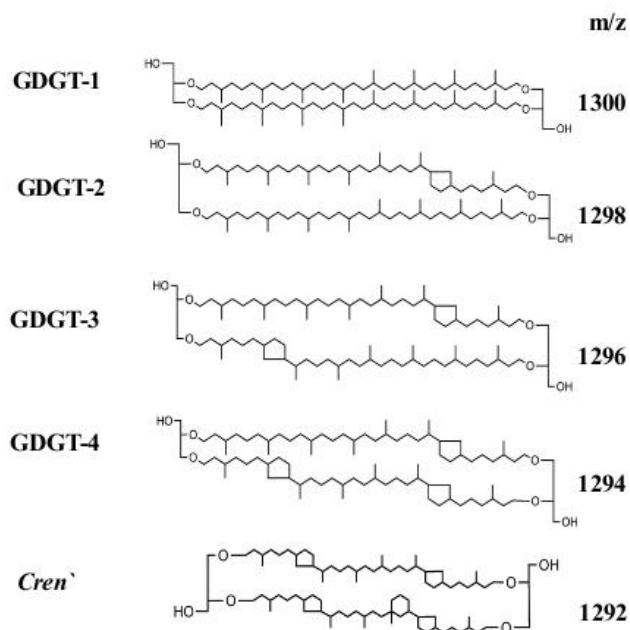 m/z
HO
GDGT-1 O O
O O 1300
OH
HO
O
GDGT-2 O
O 1298
OH
HO
O
GDGT-3 O
O
O 1296
OH
HO
O
GDGT-4 O
O
O 1294
OH
O OH
Cren` O
O
HO 1292
O